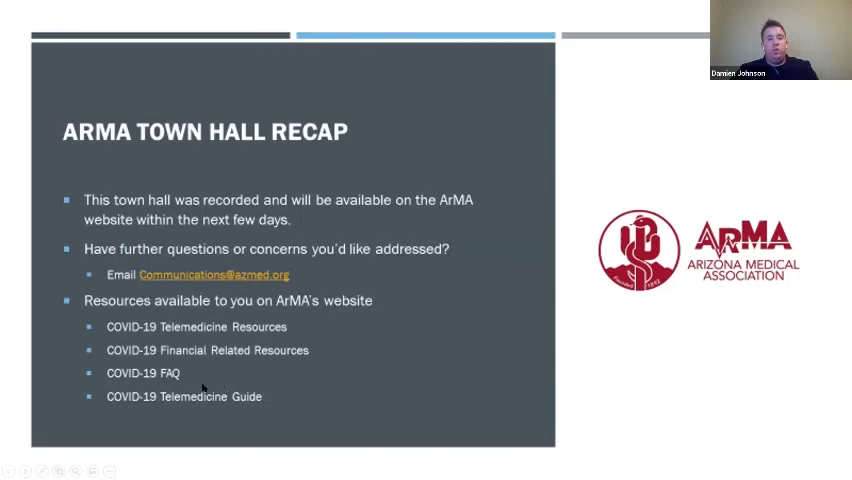 Damien Johnson
ARMA TOWN HALL RECAP
This town hall was recorded and will be available on the ArMA
website within the next few days.
Have further questions or concerns you'd like addressed?
Email Communications@azmed.org
Resources available to you on ArMA's website
COVID-19 Telemedicine Resources
COVID-19 Financial Related Resources
COVID-19 FAQ
COVID-19 Telemedicine Guide
Founded 1892
ARMA
ARIZONA MEDICAL
ASSOCIATION